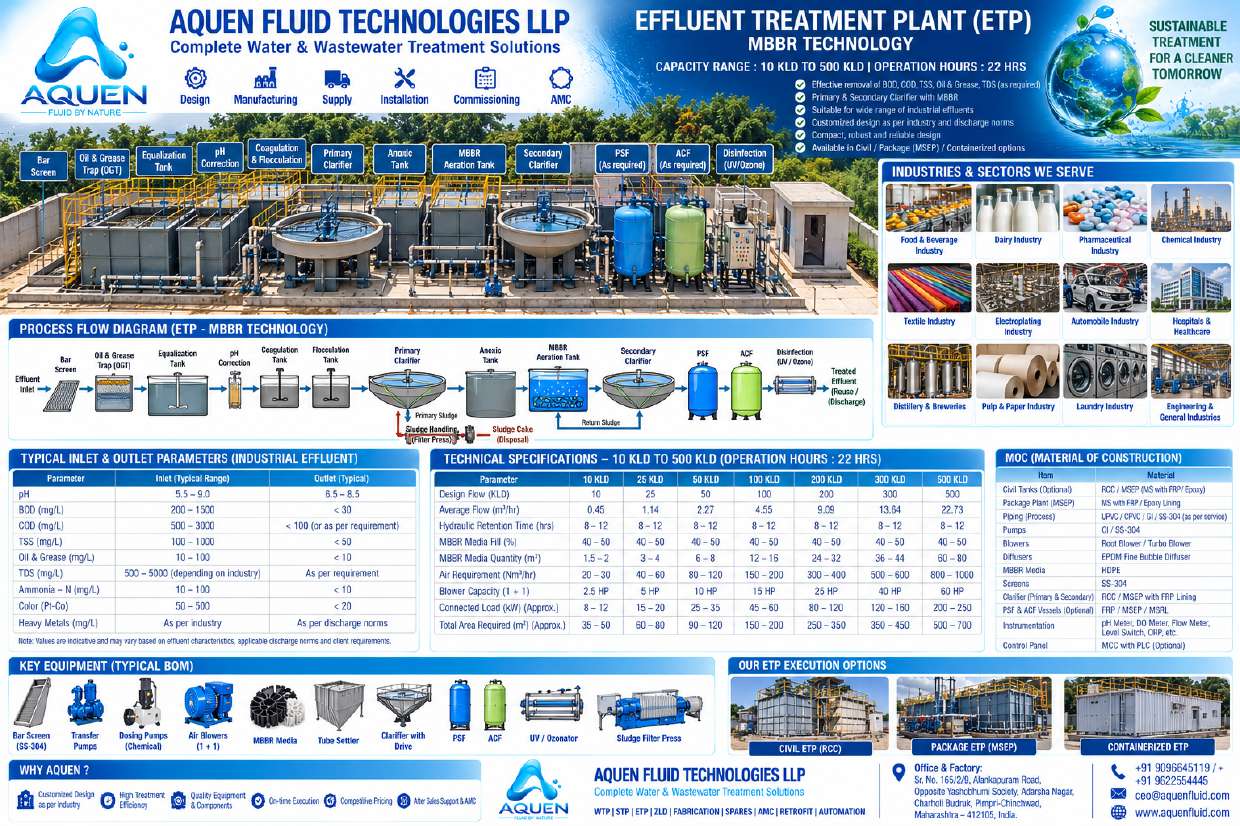 AQUEN
FLUID BY NATURE
AQUEN FLUID TECHNOLOGIES LLP
Complete Water & Wastewater Treatment Solutions
Design
Manufacturing
Supply
Installation
Commissioning
AMC
EFFLUENT TREATMENT PLANT (ETP)
MBBR TECHNOLOGY
CAPACITY RANGE : 10 KLD TO 500 KLD | OPERATION HOURS : 22 HRS
Effective removal of BOD, COD, TSS, Oil & Grease, TDS (as required)
Primary & Secondary Clarifier with MBBR
Suitable for wide range of industrial effluents
Customized design as per industry and discharge norms
Compact, robust and reliable design
Available in Civil / Package (MSEP) / Containerized options
SUSTAINABLE
TREATMENT
FOR A CLEANER
TOMORROW
Bar
Screen
Oil & Grease
Trap (OGT)
Equalization
Tank
pH
Correction
Coagulation
& Flocculation
Primary
Clarifier
Anoxic
Tank
MBBR
Aeration Tank
Secondary
Clarifier
PSF
(As required)
ACF
(As required)
Disinfection
(UV/Ozone)
INDUSTRIES & SECTORS WE SERVE
Food & Beverage
Industry
Dairy Industry
Pharmaceutical
Industry
Chemical Industry
Textile Industry
Electroplating
Industry
Automobile Industry
Hospitals &
Healthcare
Distillery & Breweries
Pulp & Paper Industry
Laundry Industry
Engineering &
General Industries
PROCESS FLOW DIAGRAM (ETP - MBBR TECHNOLOGY)
Effluent
Inlet
Bar
Screen
Oil & Grease
Trap (OGT)
Equalization
Tank
pH
Correction
Coagulation
Tank
Flocculation
Tank
Primary
Clarifier
Anoxic
Tank
MBBR
Aeration Tank
Secondary
Clarifier
PSF
ACF
Disinfection
(UV / Ozone)
Treated
Effluent
(Reuse /
(Discharge)
Primary Sludge
Sludge Handling
(Filter Press)
Sludge Cake
(Disposal)
Return Sludge
TYPICAL INLET & OUTLET PARAMETERS (INDUSTRIAL EFFLUENT)
Parameter Inlet (Typical Range) Outlet (Typical)
pH 5.5 – 9.0 6.5 – 8.5
BOD (mg/L) 200 – 1500 < 30
COD (mg/L) 500 – 3000 < 100 (or as per requirement)
TSS (mg/L) 100 – 1000 < 50
Oil & Grease (mg/L) 10 – 100 < 10
TDS (mg/L) 500 – 5000 (depending on industry) As per requirement
Ammonia – N (mg/L) 10 – 100 < 10
Color (Pt-Co) 50 – 500 < 20
Heavy Metals (mg/L) As per industry As per discharge norms
Note: Values are indicative and may vary based on effluent characteristics, applicable discharge norms and client requirements.
TECHNICAL SPECIFICATIONS – 10 KLD TO 500 KLD (OPERATION HOURS : 22 HRS)
Parameter 10 KLD 25 KLD 50 KLD 100 KLD 200 KLD 300 KLD 500 KLD
Design Flow (KLD) 10 25 50 100 200 300 500
Average Flow (m³/hr) 0.45 1.14 2.27 4.55 9.09 13.64 22.73
Hydraulic Retention Time (hrs) 8 – 12 8 – 12 8 – 12 8 – 12 8 – 12 8 – 12 8 – 12
MBBR Media Fill (%) 40 – 50 40 – 50 40 – 50 40 – 50 40 – 50 40 – 50 40 – 50
MBBR Media Quantity (m³) 1.5 – 2 3 – 4 6 – 8 12 – 16 24 – 32 36 – 44 60 – 80
Air Requirement (Nm³/hr) 20 – 30 40 – 60 80 – 120 150 – 200 300 – 400 500 – 600 800 – 1000
Blower Capacity (1 + 1) 2.5 HP 5 HP 10 HP 15 HP 25 HP 40 HP 60 HP
Connected Load (kW) (Approx.) 8 – 12 15 – 20 25 – 35 45 – 60 80 – 120 120 – 160 200 – 250
Total Area Required (m²) (Approx.) 35 – 50 60 – 80 90 – 120 150 – 200 250 – 350 350 – 450 500 – 700
MOC (MATERIAL OF CONSTRUCTION)
Item Material
Civil Tanks (Optional) RCC / MSEP (MS with FRP/ Epoxy)
Package Plant (MSEP) MS with FRP / Epoxy Lining
Piping (Process) UPVC / CPVC / GI / SS-304 (as per service)
Pumps CI / SS-304
Blowers Root Blower / Turbo Blower
Diffusers EPDM Fine Bubble Diffuser
MBBR Media HDPE
Screens SS-304
Clarifier (Primary & Secondary) RCC / MSEP with FRP Lining
PSF & ACF Vessels (Optional) FRP / MSEP / MSRL
Instrumentation pH Meter, DO Meter, Flow Meter,
Level Switch, ORP, etc.
Control Panel MCC with PLC (Optional)
KEY EQUIPMENT (TYPICAL BOM)
Bar Screen
(SS-304)
Transfer
Pumps
Dosing Pumps
(Chemical)
Air Blowers
(1 + 1)
MBBR Media
Tube Settler
Clarifier with
Drive
PSF
ACF
UV / Ozonator
Sludge Filter Press
OUR ETP EXECUTION OPTIONS
CIVIL ETP (RCC)
PACKAGE ETP (MSEP)
CONTAINERIZED ETP
WHY AQUEN ?
Customized Design
as per Industry
High Treatment
Efficiency
Quality Equipment
& Components
On-time Execution
Competitive Pricing
After Sales Support & AMC
AQUEN
FLUID BY NATURE
AQUEN FLUID TECHNOLOGIES LLP
Complete Water & Wastewater Treatment Solutions
WTP | STP | ETP | ZLD | FABRICATION | SPARES | AMC | RETROFIT | AUTOMATION
Office & Factory:
Sr. No. 165/2/9, Alankapuram Road,
Opposite Yashobhumi Society, Adarsha Nagar,
Charholi Budruk, Pimpri-Chinchwad,
Maharashtra – 412105, India.
+91 9096645119 / +
+91 9622554445
ceo@aquenfluid.com
www.aquenfluid.com